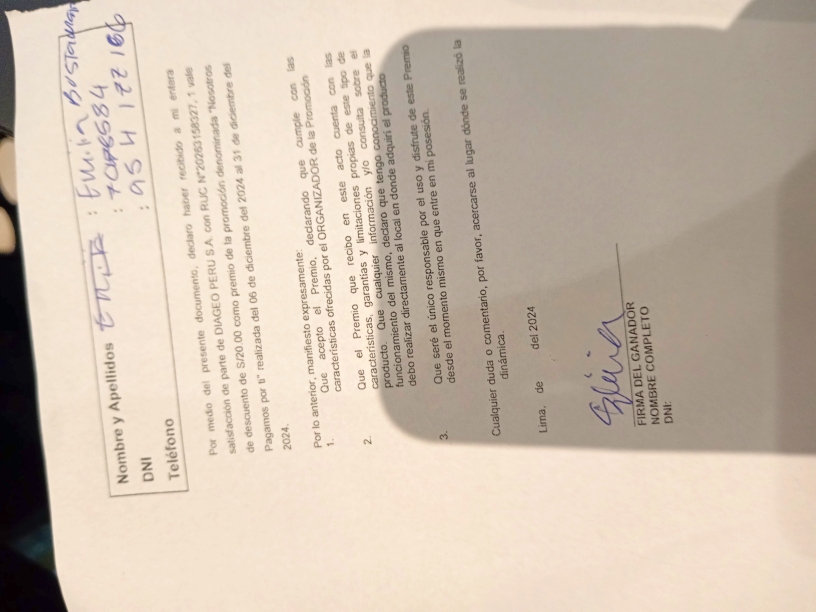 Nombre y Apellidos : Emilia
DNI
Teléfono : 954 122 166
Por medio del presente documento, declaro haber recibido a mi entera
satisfacción de parte de DIAGEO PERU S.A. con RUC N°20263158327, 1 vale
de descuento de S/20.00 como premio de la promoción denominada "Nosotros
Pagamos por ti" realizada del 06 de diciembre del 2024 al 31 de diciembre del
2024.
Por lo anterior, manifiesto expresamente:
1. Que acepto el Premio, declarando que cumple con las
características ofrecidas por el ORGANIZADOR de la Promoción
2. Que el Premio que recibo en este acto cuenta con las
características, garantías y limitaciones propias de este tipo de
producto. Que cualquier información y/o consulta sobre el
funcionamiento del mismo, declaro que tengo conocimiento que la
debo realizar directamente al local en donde adquirí el producto
3. Que seré el único responsable por el uso y disfrute de este Premio
desde el momento mismo en que entre en mi posesión.
Cualquier duda o comentario, por favor, acercarse al lugar dónde se realizó la
dinámica.
Lima, de del 2024
FIRMA DEL GANADOR
NOMBRE COMPLETO
DNI: